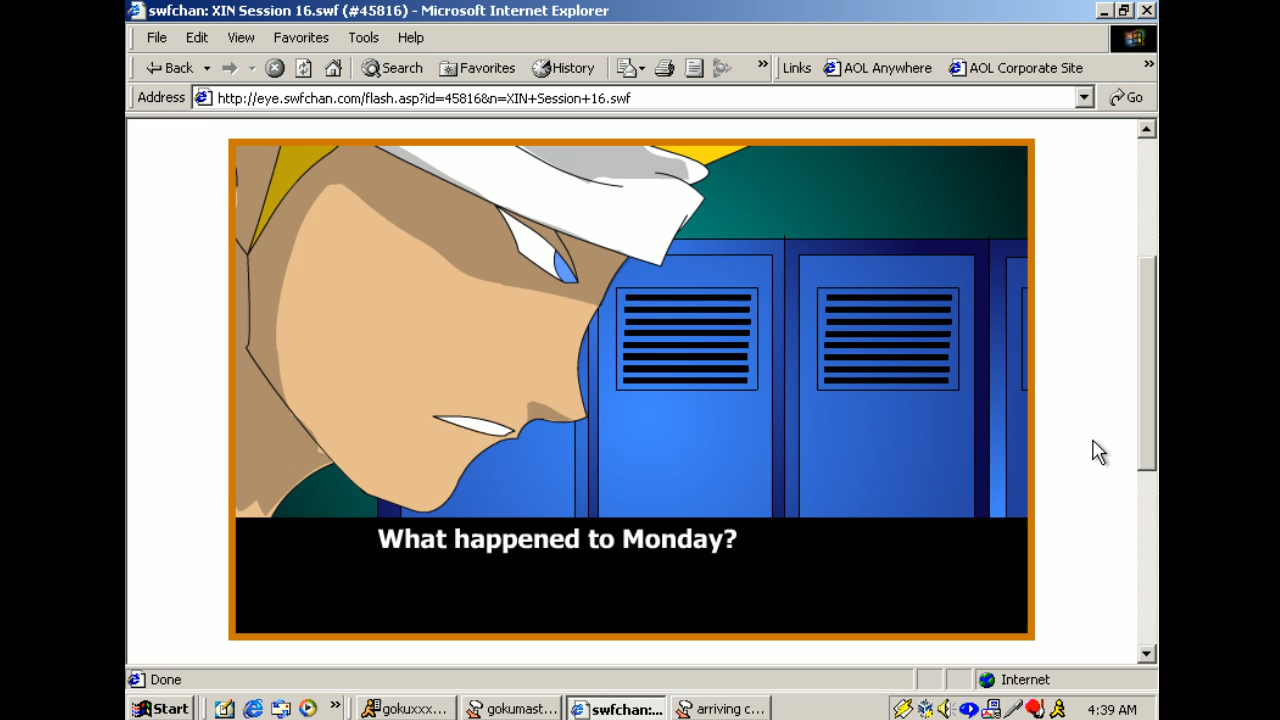 swfchan: XIN Session 16.swf (#45816) - Microsoft Internet Explorer
File Edit View Favorites Tools Help
Back Search Favorites History » Links AOL Anywhere AOL Corporate Site »
Address http://eye.swfchan.com/flash.asp?id=45816&n=XIN+Session+16.swf Go
What happened to Monday?
Done Internet
Start » gokuxxx... gokumast... swfchan:... arriving c... 4:39 AM